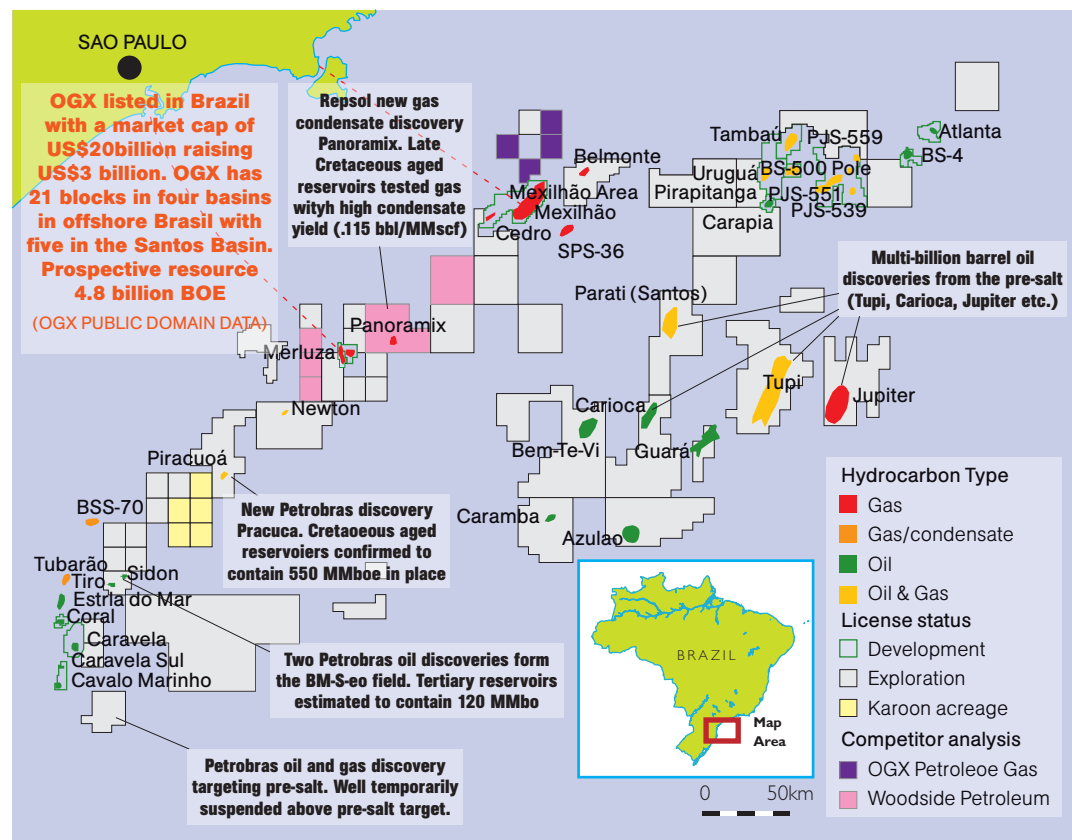 SAO PAULO
OGX listed in Brazil
with a market cap of
US$20billion raising
US$3 billion. OGX has
21 blocks in four basins
in offshore Brasil with
five in the Santos Basin.
Prospective resource
4.8 billion BOE
(OGX PUBLIC DOMAIN DATA)
Repsol new gas
condensate discovery
Panoramix. Late
Cretaceous aged
reservoirs tested gas
wityh high condensate
yield (.115 bbl/MMscf)
Belmonte
Mexilhão Area
Mexilhão
Cedro
SPS-36
Tambaú
PJS-559
Atlanta
BS-4
Uruguá
BS-500
Pole
Pirapitanga
PJS-551
PJS-539
Carapia
Multi-billion barrel oil
discoveries from the pre-salt
(Tupi, Carioca, Jupiter etc.)
Parati (Santos)
Panoramix
Merluza
Tupi
Jupiter
Newton
Carioca
Bem-Te-Vi
Guará
Piracuoá
BSS-70
New Petrobras discovery
Pracuca. Cretaoeous aged
reservoiers confirmed to
contain 550 MMboe in place
Caramba
Azulao
Tubarão
Tiro
Sidon
Estrla do Mar
Coral
Caravela
Caravela Sul
Cavalo Marinho
Two Petrobras oil discoveries form
the BM-S-eo field. Tertiary reservoirs
estimated to contain 120 MMbo
Petrobras oil and gas discovery
targeting pre-salt. Well temporarily
suspended above pre-salt target.
BRAZIL
Map
Area
0 50km
Hydrocarbon Type
Gas
Gas/condensate
Oil
Oil & Gas
License status
Development
Exploration
Karoon acreage
Competitor analysis
OGX Petroleoe Gas
Woodside Petroleum